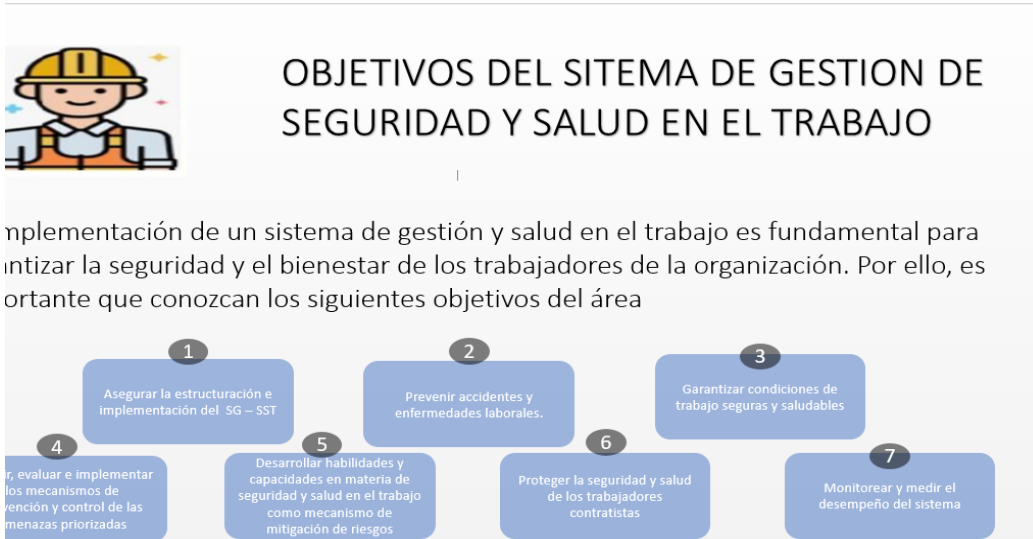 OBJETIVOS DEL SITEMA DE GESTION DE
SEGURIDAD Y SALUD EN EL TRABAJO
mplementación de un sistema de gestión y salud en el trabajo es fundamental para
ntizar la seguridad y el bienestar de los trabajadores de la organización. Por ello, es
ortante que conozcan los siguientes objetivos del área
1
Asegurar la estructuración e
implementación del SG – SST
2
Prevenir accidentes y
enfermedades laborales.
3
Garantizar condiciones de
trabajo seguras y saludables
4
r, evaluar e implementar
los mecanismos de
vención y control de las
menazas priorizadas
5
Desarrollar habilidades y
capacidades en materia de
seguridad y salud en el trabajo
como mecanismo de
mitigación de riesgos
6
Proteger la seguridad y salud
de los trabajadores
contratistas
7
Monitorear y medir el
desempeño del sistema